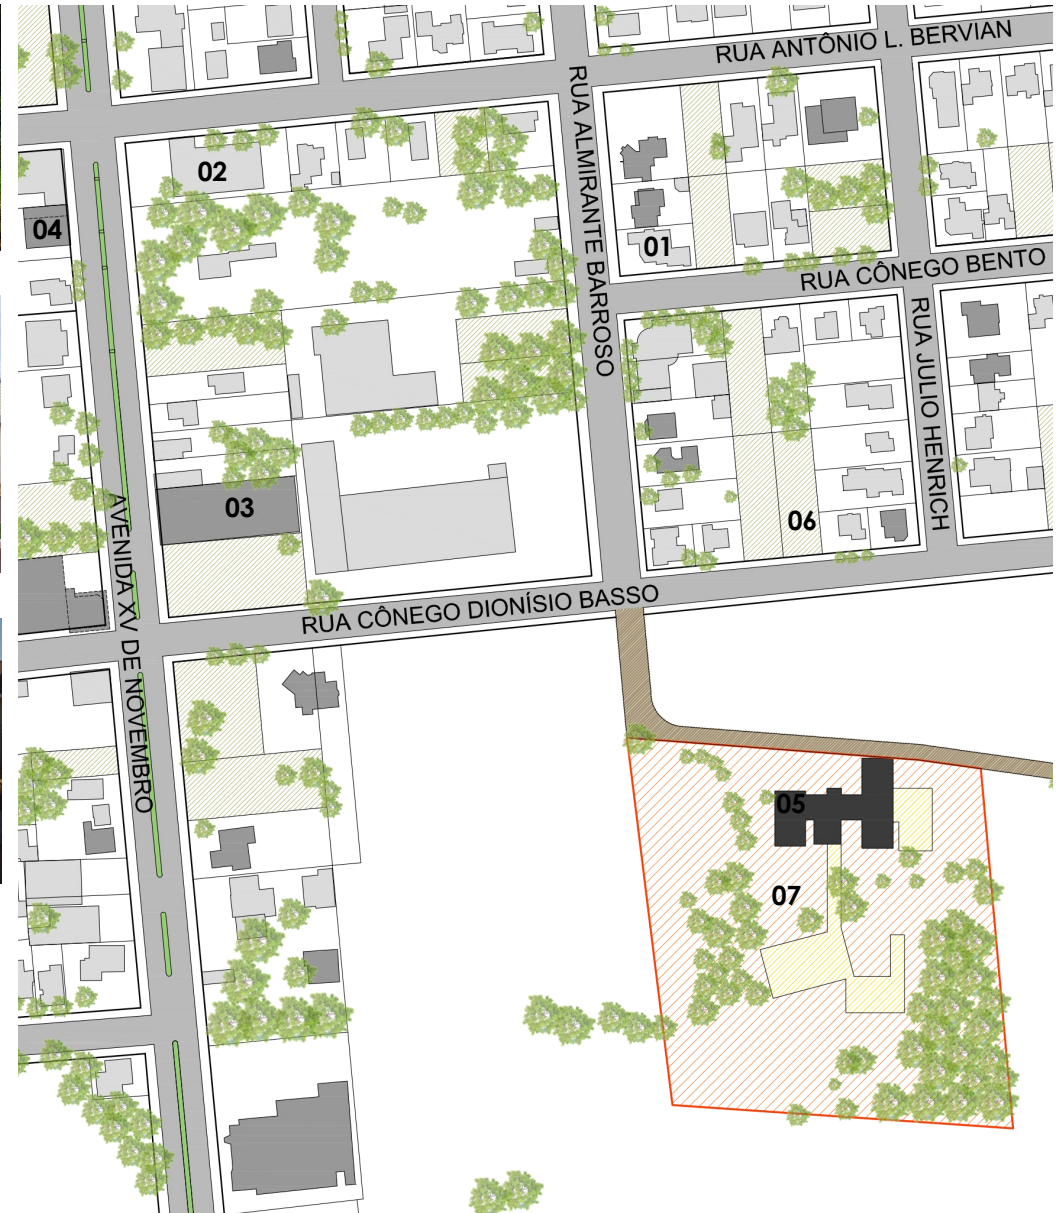 RUA ANTÔNIO L. BERVIAN
RUA ALMIRANTE BARROSO
02
04
01
RUA CÔNEGO BENTO
RUA JULIO HENRICH
03
06
AVENIDA XV DE NOVEMBRO
RUA CÔNEGO DIONÍSIO BASSO
05
07